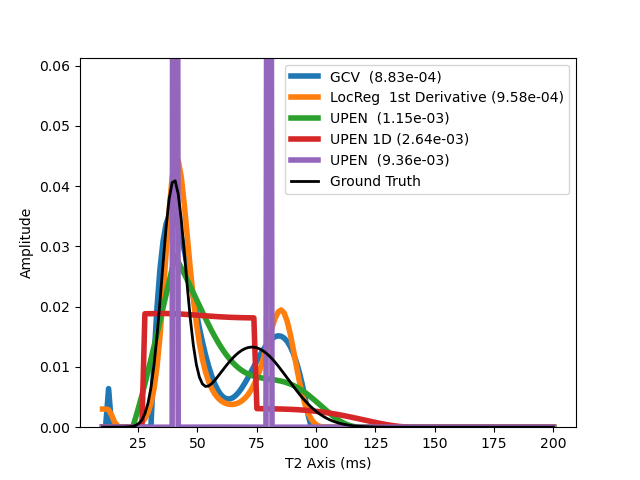 0.06
0.05
0.04
0.03
0.02
0.01
0.00
Amplitude
25 50 75 100 125 150 175 200
T2 Axis (ms)
GCV (8.83e-04)
LocReg 1st Derivative (9.58e-04)
UPEN (1.15e-03)
UPEN 1D (2.64e-03)
UPEN (9.36e-03)
Ground Truth